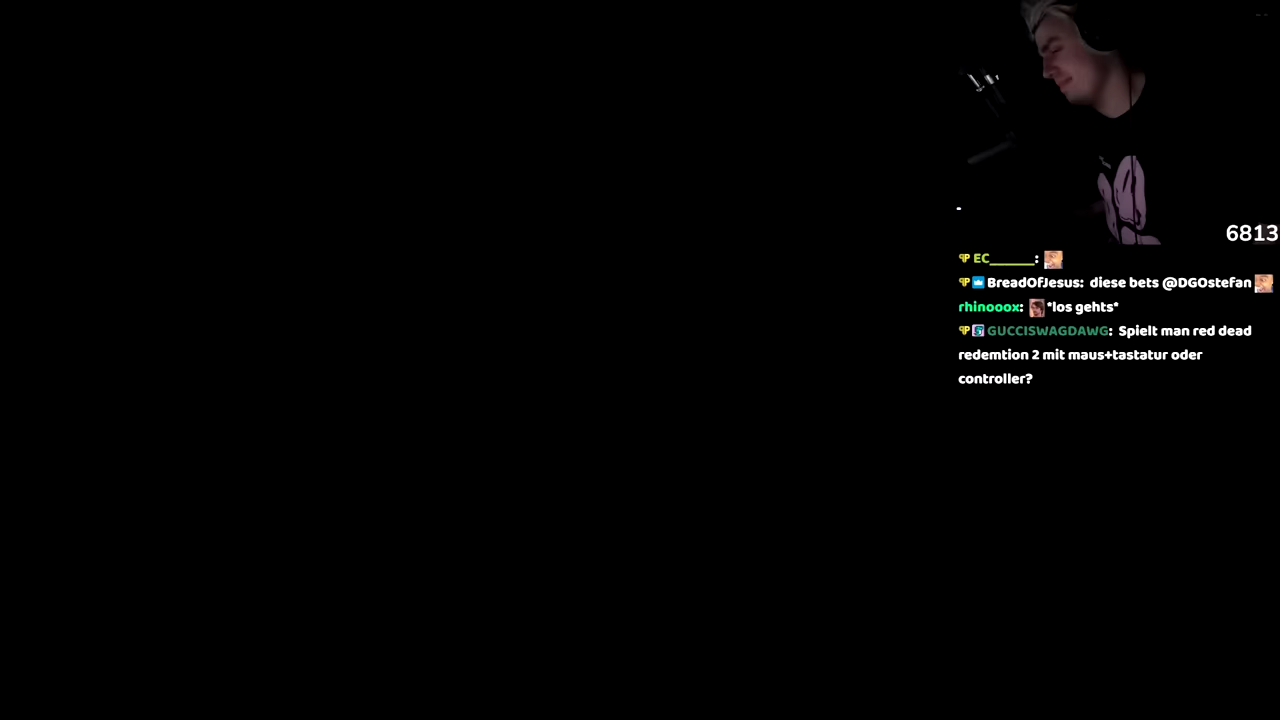 6813
EC______:
BreadOfJesus: diese bets @DGOstefan
rhinooox: *los gehts*
GUCCISWAGDAWG: Spielt man red dead
redemtion 2 mit maus+tastatur oder
controller?